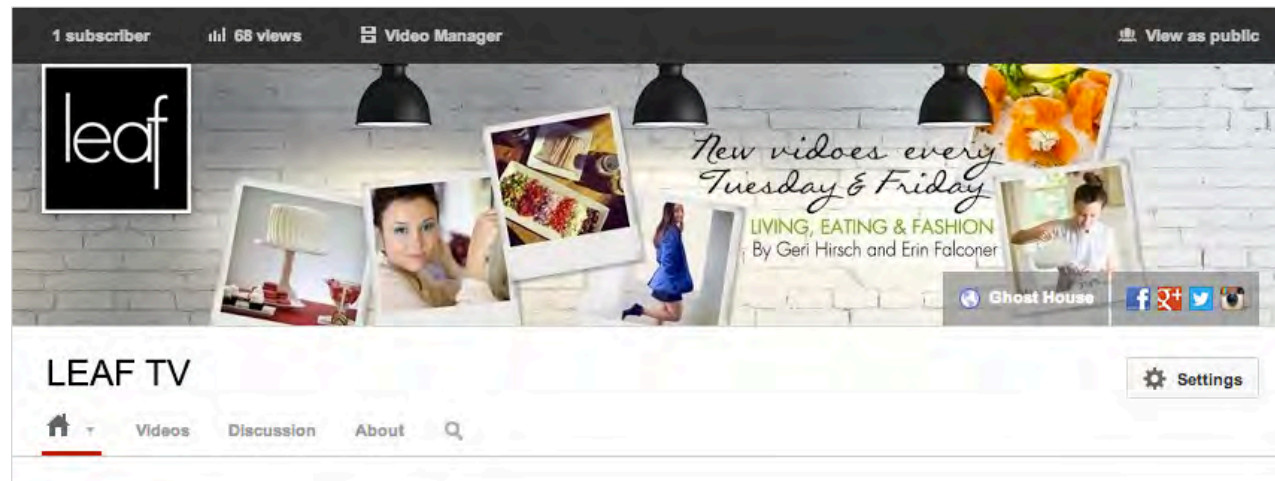 1 subscriber 68 views Video Manager View as public
leaf
New vidoes every
Tuesday & Friday
LIVING, EATING & FASHION
By Geri Hirsch and Erin Falconer
Ghost House
LEAF TV
Settings
Videos Discussion About